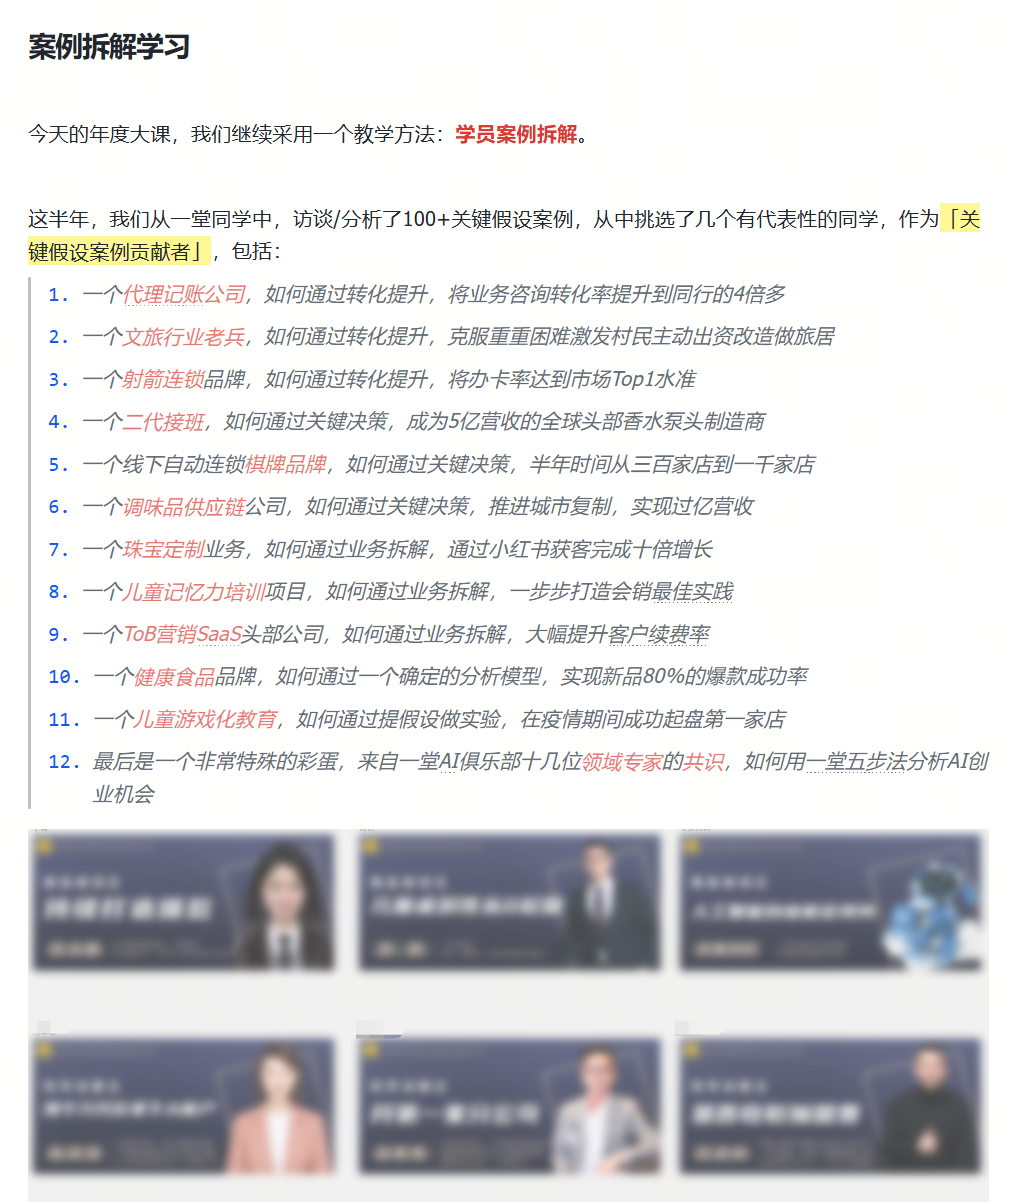 案例拆解学习
今天的年度大课，我们继续采用一个教学方法：学员案例拆解。
这半年，我们从一堂同学中，访谈/分析了100+关键假设案例，从中挑选了几个有代表性的同学，作为「关
键假设案例贡献者」，包括：
1. 一个代理记账公司，如何通过转化提升，将业务咨询转化率提升到同行的4倍多
2. 一个文旅行业老兵，如何通过转化提升，克服重重困难激发村民主动出资改造做旅居
3. 一个射箭连锁品牌，如何通过转化提升，将办卡率达到市场Top1水准
4. 一个二代接班，如何通过关键决策，成为5亿营收的全球头部香水泵头制造商
5. 一个线下自动连锁棋牌品牌，如何通过关键决策，半年时间从三百家店到一千家店
6. 一个调味品供应链公司，如何通过关键决策，推进城市复制，实现过亿营收
7. 一个珠宝定制业务，如何通过业务拆解，通过小红书获客完成十倍增长
8. 一个儿童记忆力培训项目，如何通过业务拆解，一步步打造会销最佳实践
9. 一个ToB营销SaaS头部公司，如何通过业务拆解，大幅提升客户续费率
10. 一个健康食品品牌，如何通过一个确定的分析模型，实现新品80%的爆款成功率
11. 一个儿童游戏化教育，如何通过提假设做实验，在疫情期间成功起盘第一家店
12. 最后是一个非常特殊的彩蛋，来自一堂AI俱乐部十几位领域专家的共识，如何用一堂五步法分析AI创
业机会